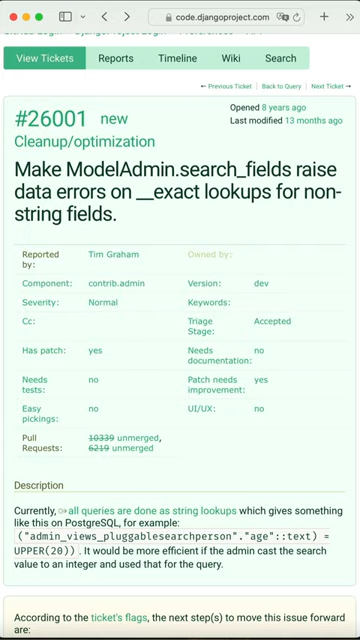 code.djangoproject.com
View Tickets Reports Timeline Wiki Search
← Previous Ticket Back to Query Next Ticket →
#26001 new
Opened 8 years ago
Last modified 13 months ago
Cleanup/optimization
Make ModelAdmin.search_fields raise
data errors on __exact lookups for non-
string fields.
Reported by: Tim Graham Owned by:
Component: contrib.admin Version: dev
Severity: Normal Keywords:
Cc: Triage Stage: Accepted
Has patch: yes Needs documentation: no
Needs tests: no Patch needs improvement: yes
Easy pickings: no UI/UX: no
Pull Requests: 10339 unmerged,
6219 unmerged
Description
Currently, all queries are done as string lookups which gives something
like this on PostgreSQL, for example:
("admin_views_pluggablesearchperson"."age"::text) =
UPPER(20)) . It would be more efficient if the admin cast the search
value to an integer and used that for the query.
According to the ticket's flags, the next step(s) to move this issue forward
are: